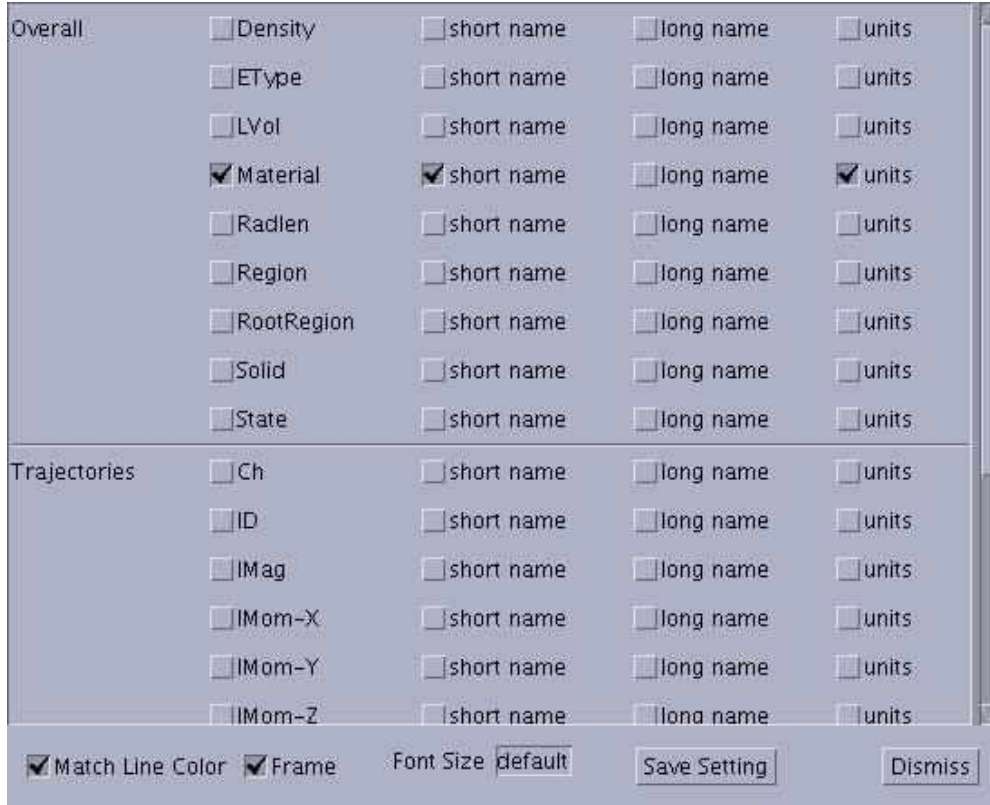 Overall Density short name long name units
EType short name long name units
LVol short name long name units
Material short name long name units
Radlen short name long name units
Region short name long name units
RootRegion short name long name units
Solid short name long name units
State short name long name units
Trajectories Ch short name long name units
ID short name long name units
IMag short name long name units
IMom-X short name long name units
IMom-Y short name long name units
IMom-Z short name long name units
Match Line Color Frame Font Size default Save Setting Dismiss